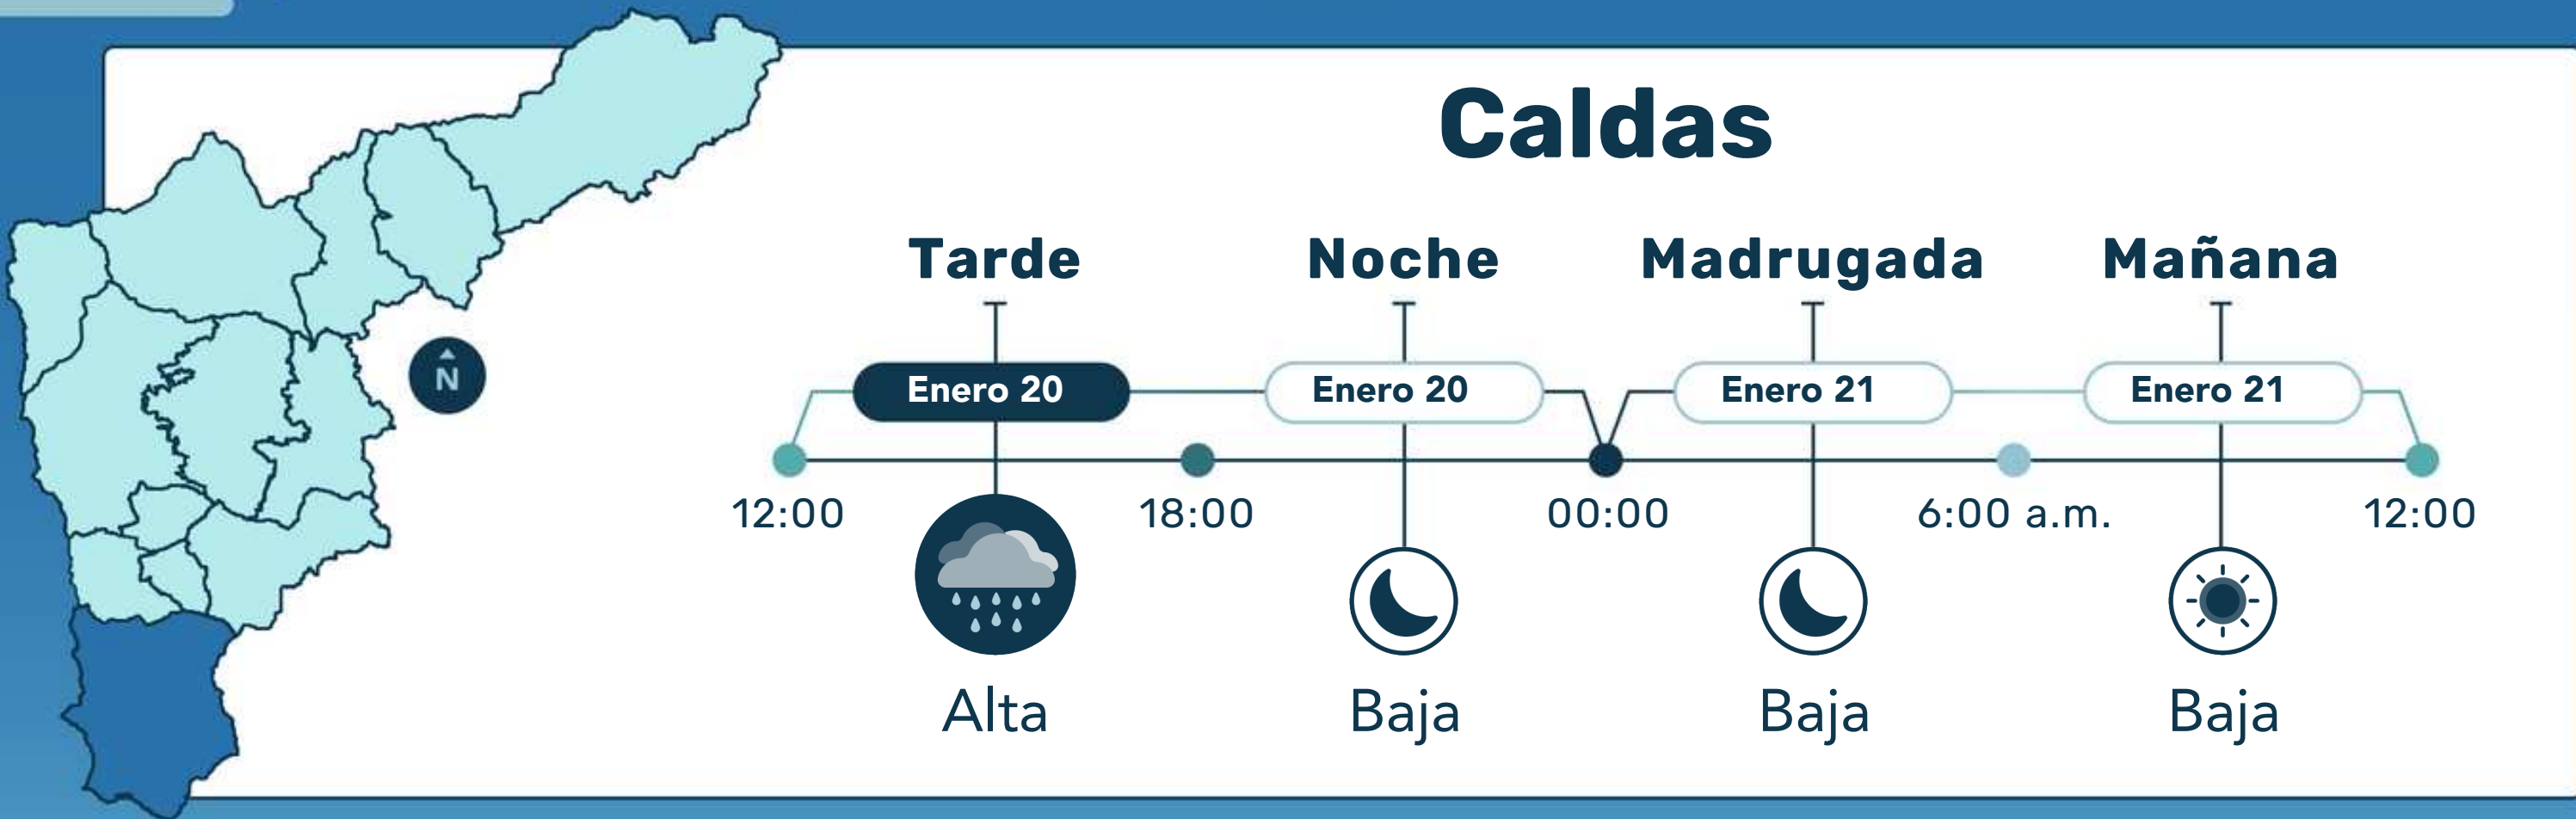 Caldas
Tarde Noche Madrugada Mañana
Enero 20 Enero 20 Enero 21 Enero 21
N
12:00 18:00 00:00 6:00 a.m. 12:00
Alta Baja Baja Baja